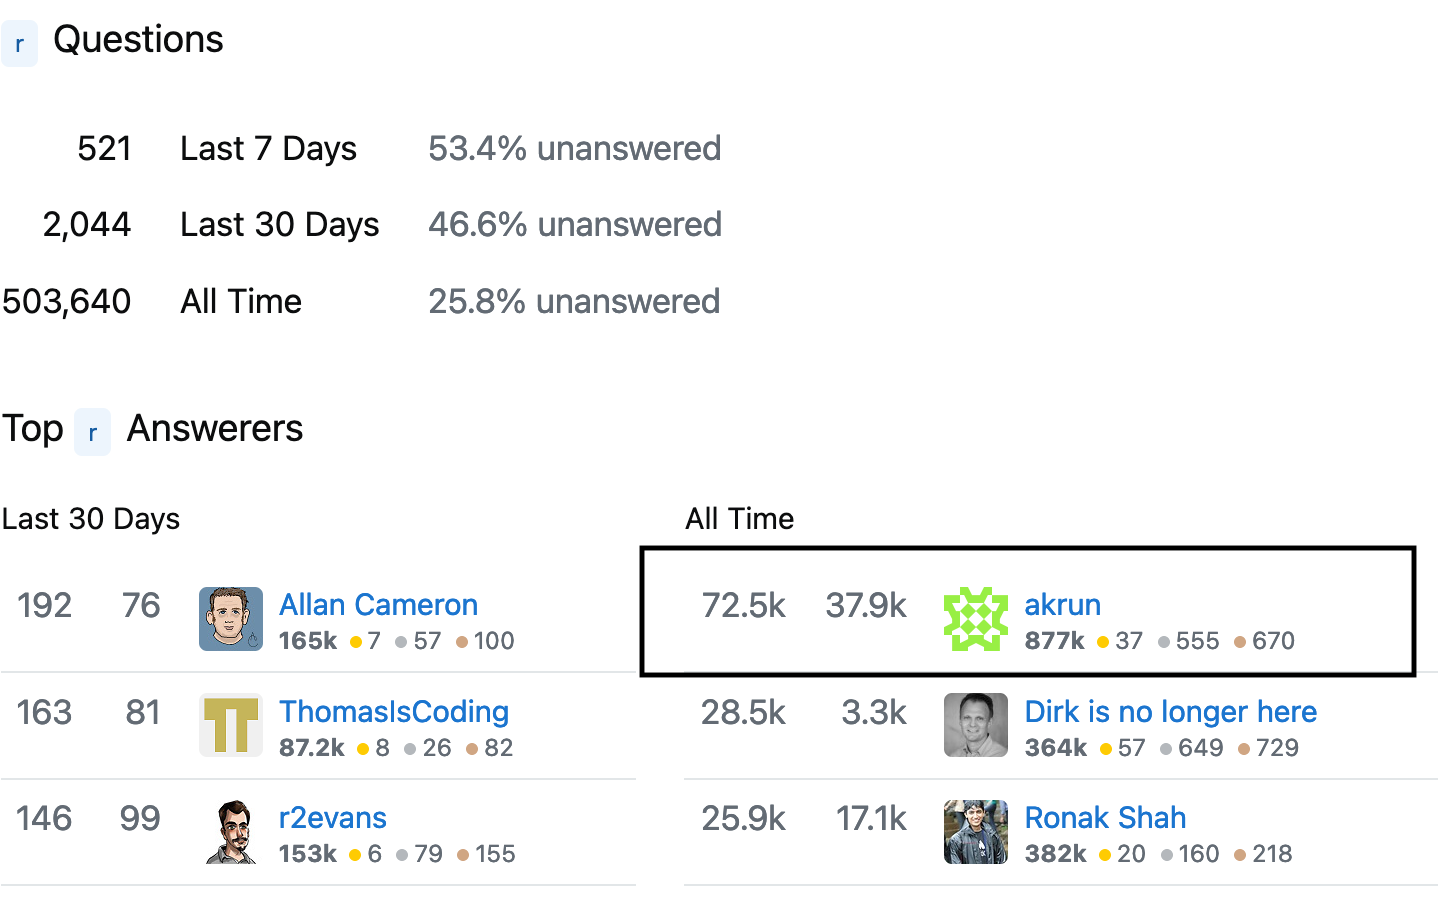 r Questions
521 Last 7 Days 53.4% unanswered
2,044 Last 30 Days 46.6% unanswered
503,640 All Time 25.8% unanswered
Top r Answerers
Last 30 Days
192 76 Allan Cameron
165k 7 57 100
163 81 ThomasIsCoding
87.2k 8 26 82
146 99 r2evans
153k 6 79 155
All Time
72.5k 37.9k akrun
877k 37 555 670
28.5k 3.3k Dirk is no longer here
364k 57 649 729
25.9k 17.1k Ronak Shah
382k 20 160 218